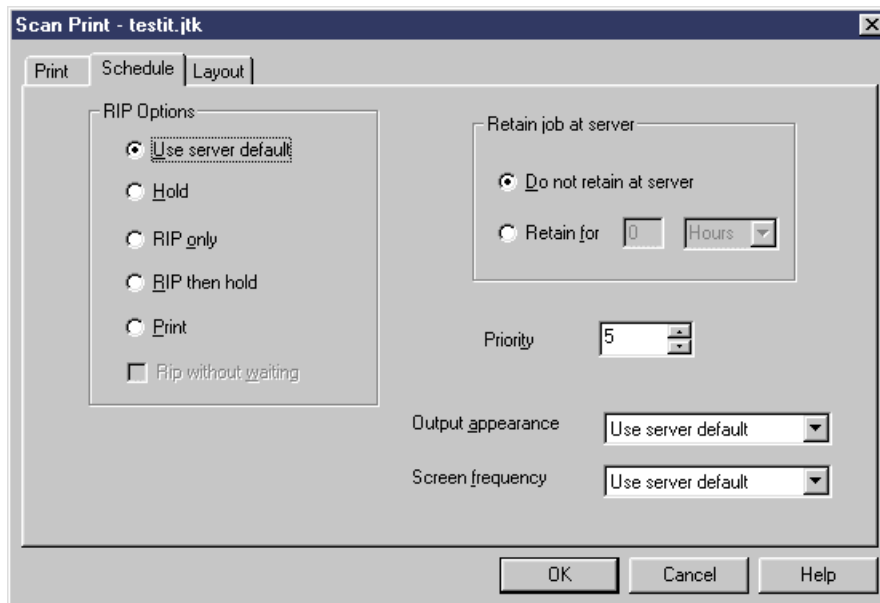 Scan Print - testit.jtk
Print Schedule Layout
RIP Options
Use server default
Hold
RIP only
RIP then hold
Print
Rip without waiting
Retain job at server
Do not retain at server
Retain for 0 Hours
Priority 5
Output appearance Use server default
Screen frequency Use server default
OK Cancel Help